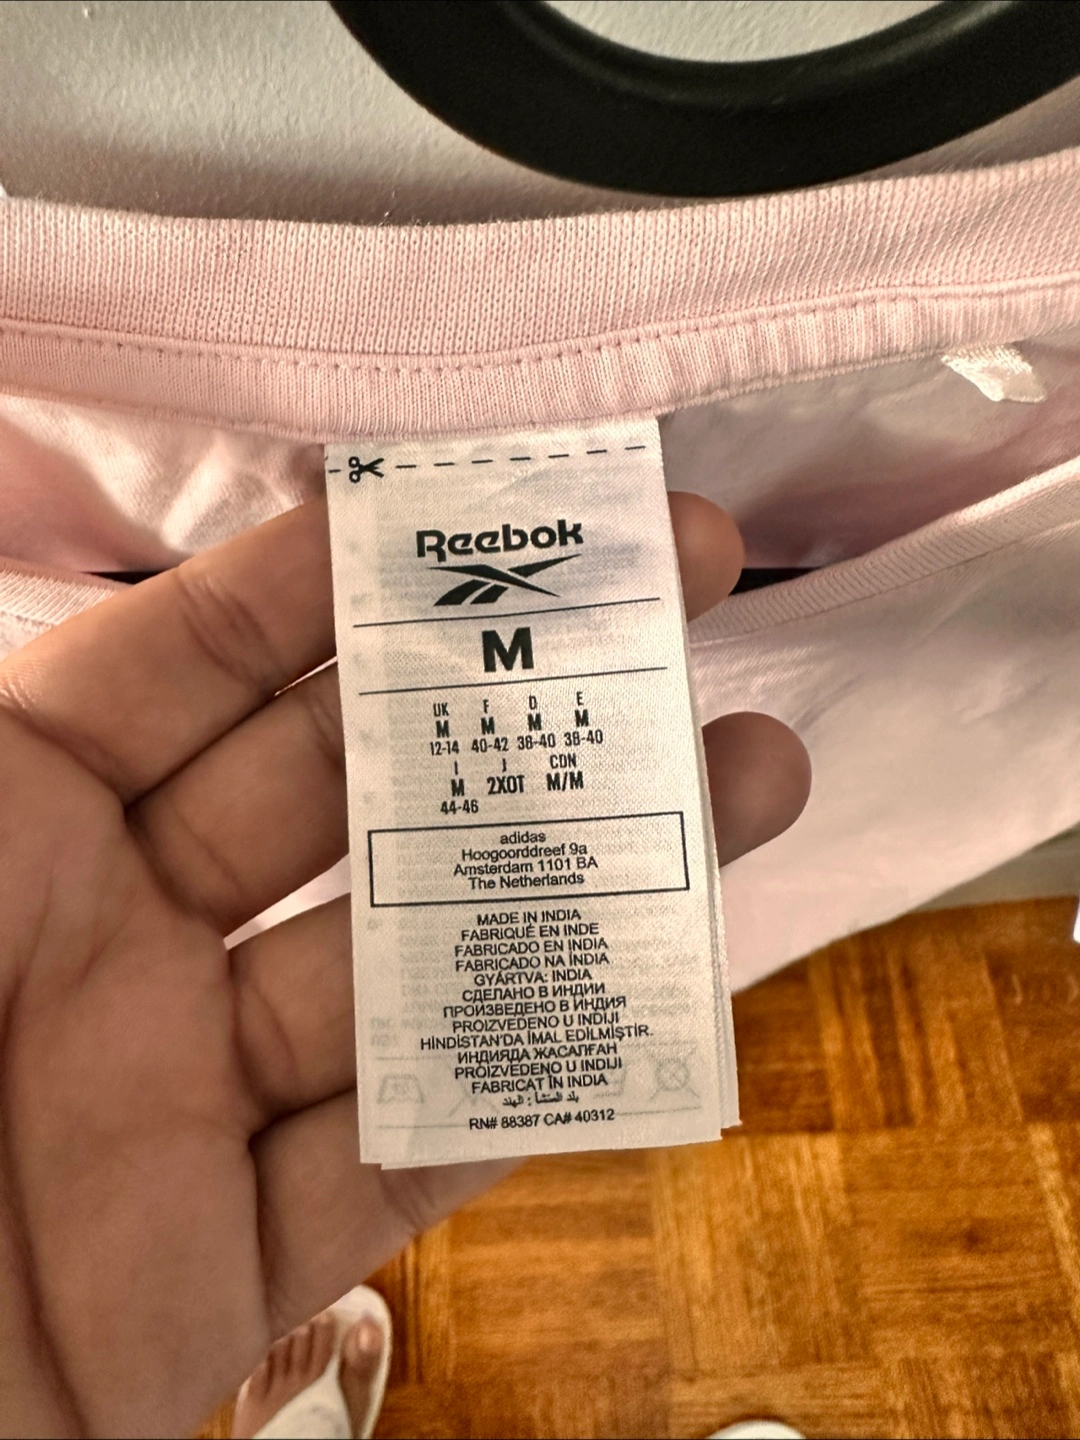 Reebok
M
UK F D E
M M M M
12-14 40-42 38-40 38-40
I J CDN
M 2XOT M/M
44-46
adidas
Hoogoorddreef 9a
Amsterdam 1101 BA
The Netherlands
MADE IN INDIA
FABRIQUÉ EN INDE
FABRICADO EN INDIA
FABRICADO NA ÍNDIA
GYÁRTVA: INDIA
СДЕЛАНО В ИНДИИ
ПРОИЗВЕДЕНО В ИНДИЯ
PROIZVEDENO U INDIJI
HİNDİSTAN'DA İMAL EDİLMİŞTİR.
ИНДИЯДА ЖАСАЛҒАН
PROIZVEDENO U INDIJI
FABRICAT ÎN INDIA
بلد المنشأ : الهند
RN# 88387 CA# 40312